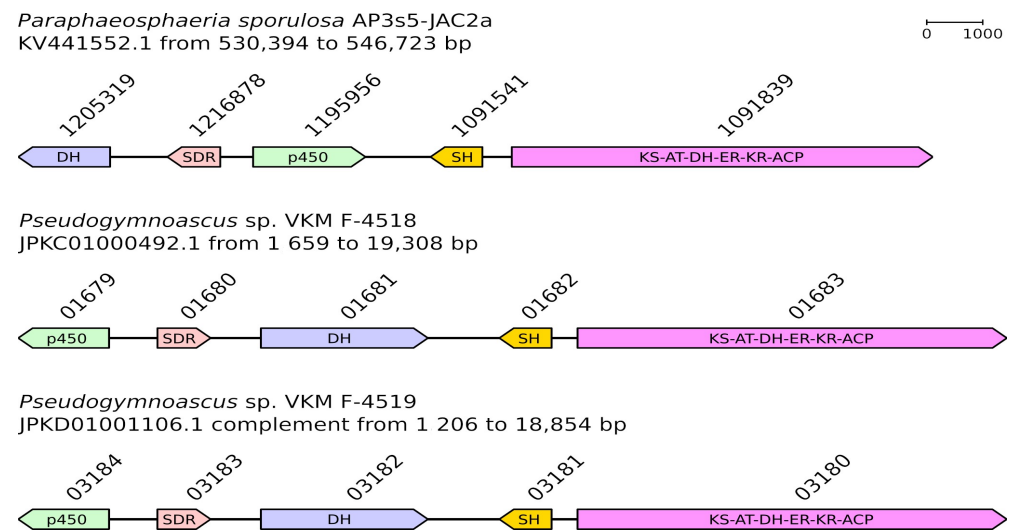 Paraphaeosphaeria sporulosa AP3s5-JAC2a
KV441552.1 from 530,394 to 546,723 bp
0 1000
1205319 1216878 1195956 1091541 1091839
DH SDR p450 SH KS-AT-DH-ER-KR-ACP
Pseudogymnoascus sp. VKM F-4518
JPKC01000492.1 from 1 659 to 19,308 bp
01679 01680 01681 01682 01683
p450 SDR DH SH KS-AT-DH-ER-KR-ACP
Pseudogymnoascus sp. VKM F-4519
JPKD01001106.1 complement from 1 206 to 18,854 bp
03184 03183 03182 03181 03180
p450 SDR DH SH KS-AT-DH-ER-KR-ACP